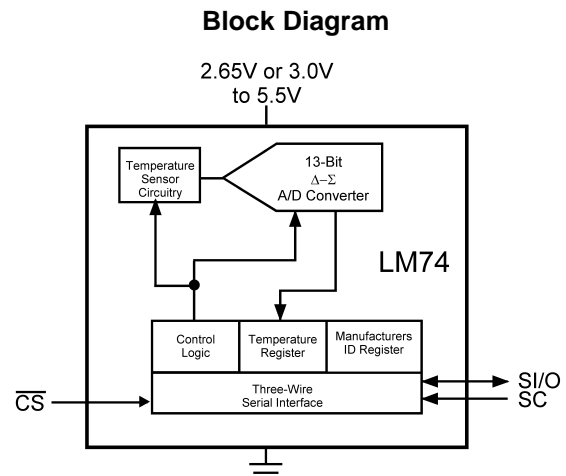 Block Diagram
2.65V or 3.0V
to 5.5V
Temperature
Sensor
Circuitry
13-Bit
Δ−Σ
A/D Converter
LM74
Control
Logic
Temperature
Register
Manufacturers
ID Register
Three-Wire
Serial Interface
C̅S̅
SI/O
SC